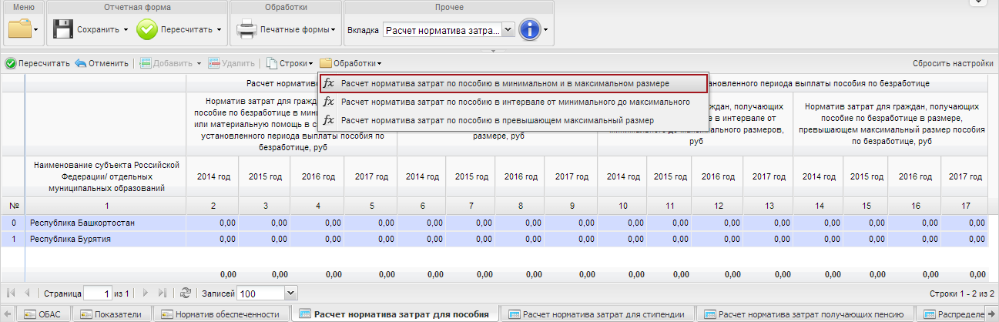 Меню
Отчетная форма
Обработки
Прочее
Сохранить
Пересчитать
Печатные формы
Вкладка
Расчет норматива затра...
Пересчитать
Отменить
Добавить
Удалить
Строки
Обработки
Сбросить настройки
fx Расчет норматива затрат по пособию в минимальном и в максимальном размере
fx Расчет норматива затрат по пособию в интервале от минимального до максимального
fx Расчет норматива затрат по пособию в превышающем максимальный размер
Расчет норматив
периода выплаты пособия по безработице
Норматив затрат для гражд
пособие по безработице в мин
или материальную помощь в с
установленного периода выплаты пособия по
безработице, руб
размере, руб
ждан, получающих
в интервале от
размеров,
руб
Норматив затрат для граждан, получающих
пособие по безработице в размере,
превышающем максимальный размер пособия
по безработице, руб
Наименование субъекта Российской
Федерации/ отдельных
муниципальных образований
2014 год 2015 год 2016 год 2017 год 2014 год 2015 год 2016 год 2017 год 2014 год 2015 год 2016 год 2017 год 2014 год 2015 год 2016 год 2017 год
№ 1 2 3 4 5 6 7 8 9 10 11 12 13 14 15 16 17
0 Республика Башкортостан 0,00 0,00 0,00 0,00 0,00 0,00 0,00 0,00 0,00 0,00 0,00 0,00 0,00 0,00 0,00 0,00
1 Республика Бурятия 0,00 0,00 0,00 0,00 0,00 0,00 0,00 0,00 0,00 0,00 0,00 0,00 0,00 0,00 0,00 0,00
0,00 0,00 0,00 0,00 0,00 0,00 0,00 0,00 0,00 0,00 0,00 0,00 0,00 0,00 0,00 0,00
Страница 1 из 1 Записей 100 Строки 1 - 2 из 2
ОБАС
Показатели
Норматив обеспеченности
Расчет норматива затрат для пособия
Расчет норматива затрат для стипендии
Расчет норматива затрат получающих пенсию
Распределе